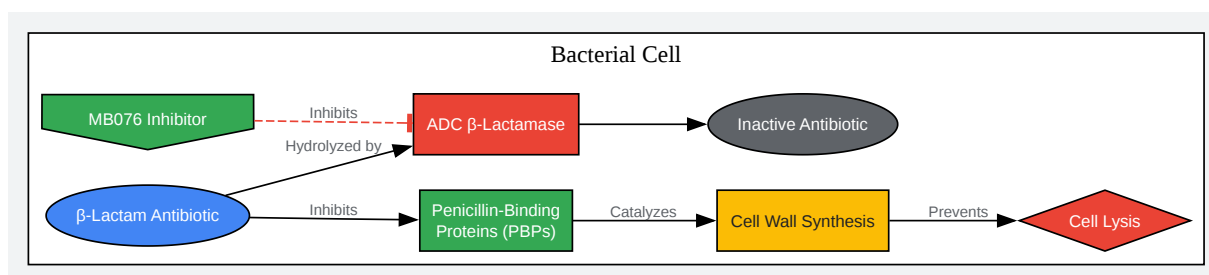 Bacterial Cell
MB076 Inhibitor
Inhibits
ADC β-Lactamase
Inactive Antibiotic
Hydrolyzed by
β-Lactam Antibiotic
Inhibits
Penicillin-Binding
Proteins (PBPs)
Catalyzes
Cell Wall Synthesis
Prevents
Cell Lysis